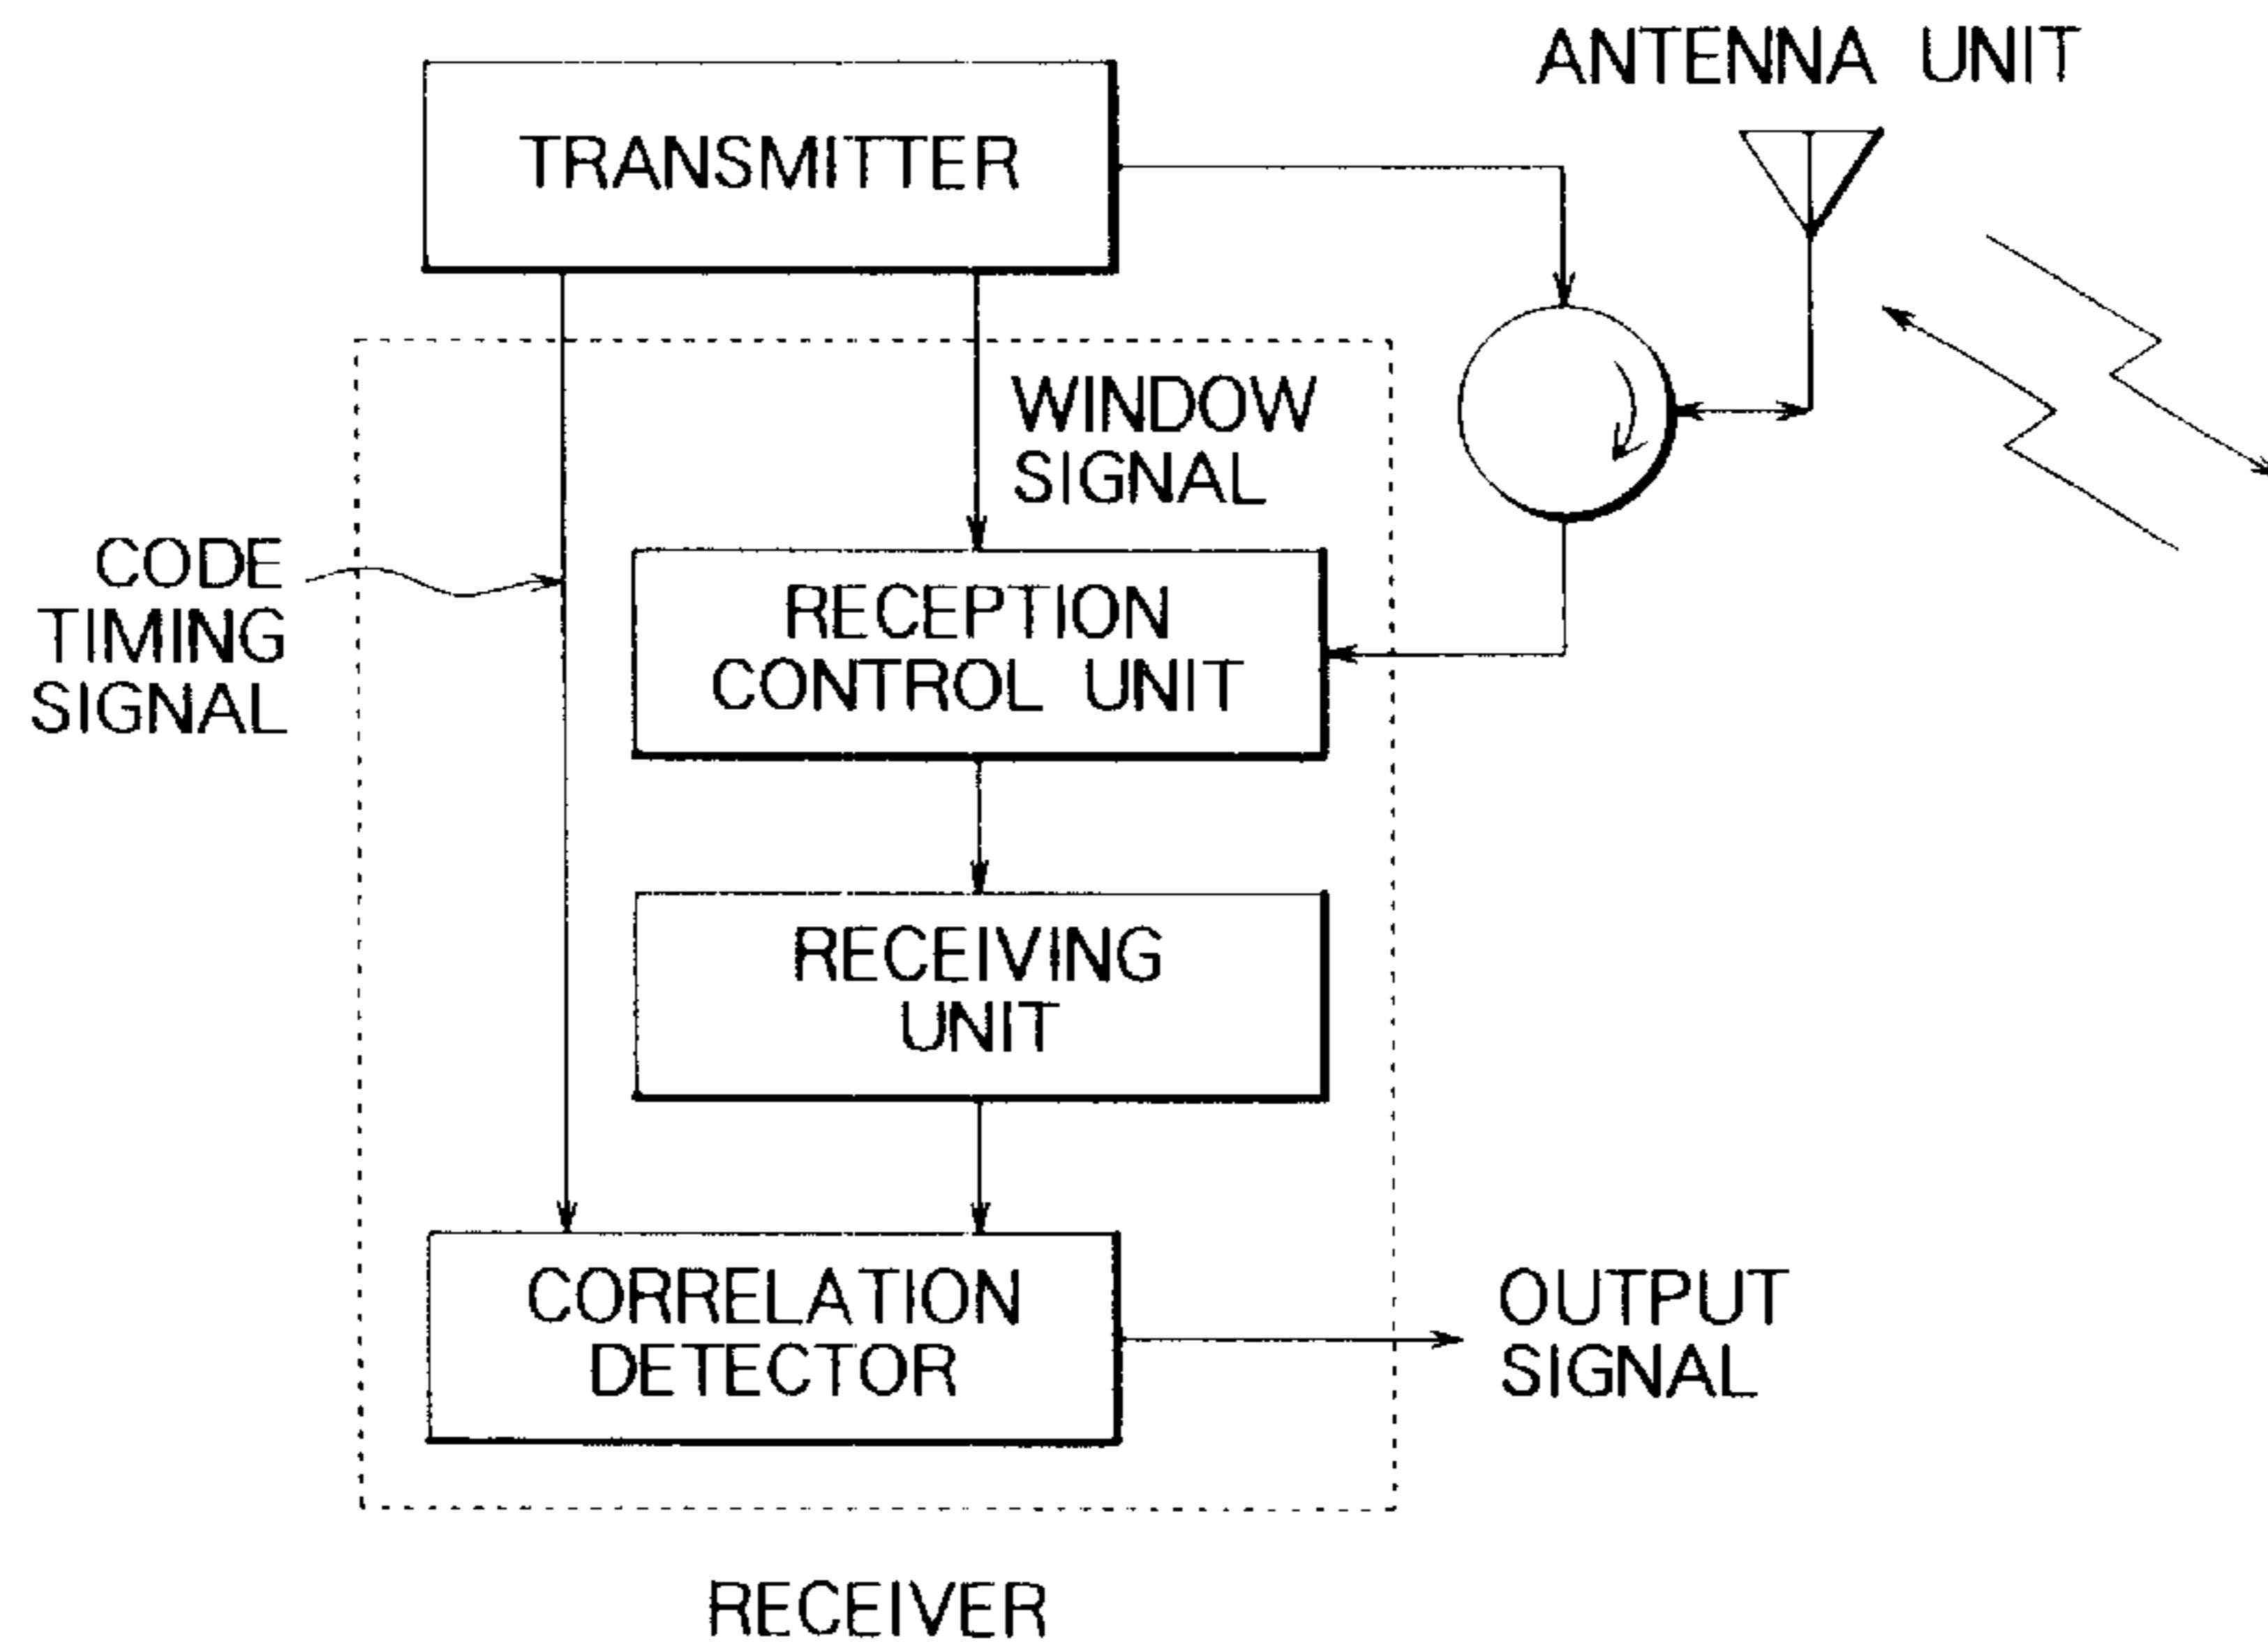 ANTENNA UNIT
TRANSMITTER
WINDOW
SIGNAL
CODE
TIMING
SIGNAL
RECEPTION
CONTROL UNIT
RECEIVING
UNIT
CORRELATION
DETECTOR
OUTPUT
SIGNAL
RECEIVER